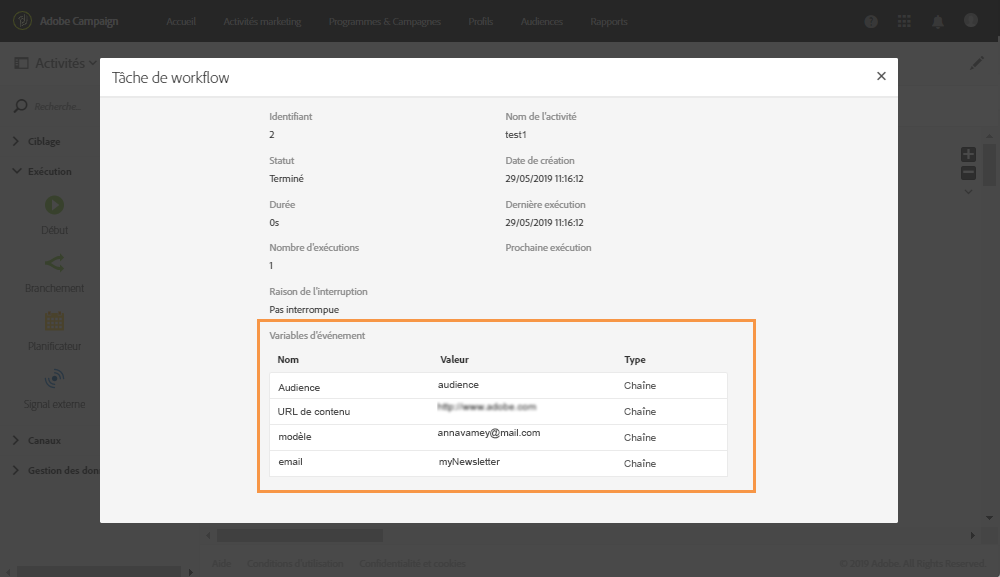 Adobe Campaign Accueil Activités marketing Programmes & Campagnes Profils Audiences Rapports
Activités
Tâche de workflow
Recherche...
Ciblage
Exécution
Début
Branchement
Planificateur
Signal externe
Canaux
Gestion des don
Identifiant
2
Nom de l'activité
test1
Statut
Terminé
Date de création
29/05/2019 11:16:12
Durée
0s
Dernière exécution
29/05/2019 11:16:12
Nombre d'exécutions
1
Prochaine exécution
Raison de l'interruption
Pas interrompue
Variables d'événement
Nom Valeur Type
Audience audience Chaîne
URL de contenu http://www.adobe.com Chaîne
modèle annavamey@mail.com Chaîne
email myNewsletter Chaîne
Aide Conditions d'utilisation Confidentialité et cookies © 2019 Adobe. All Rights Reserved.